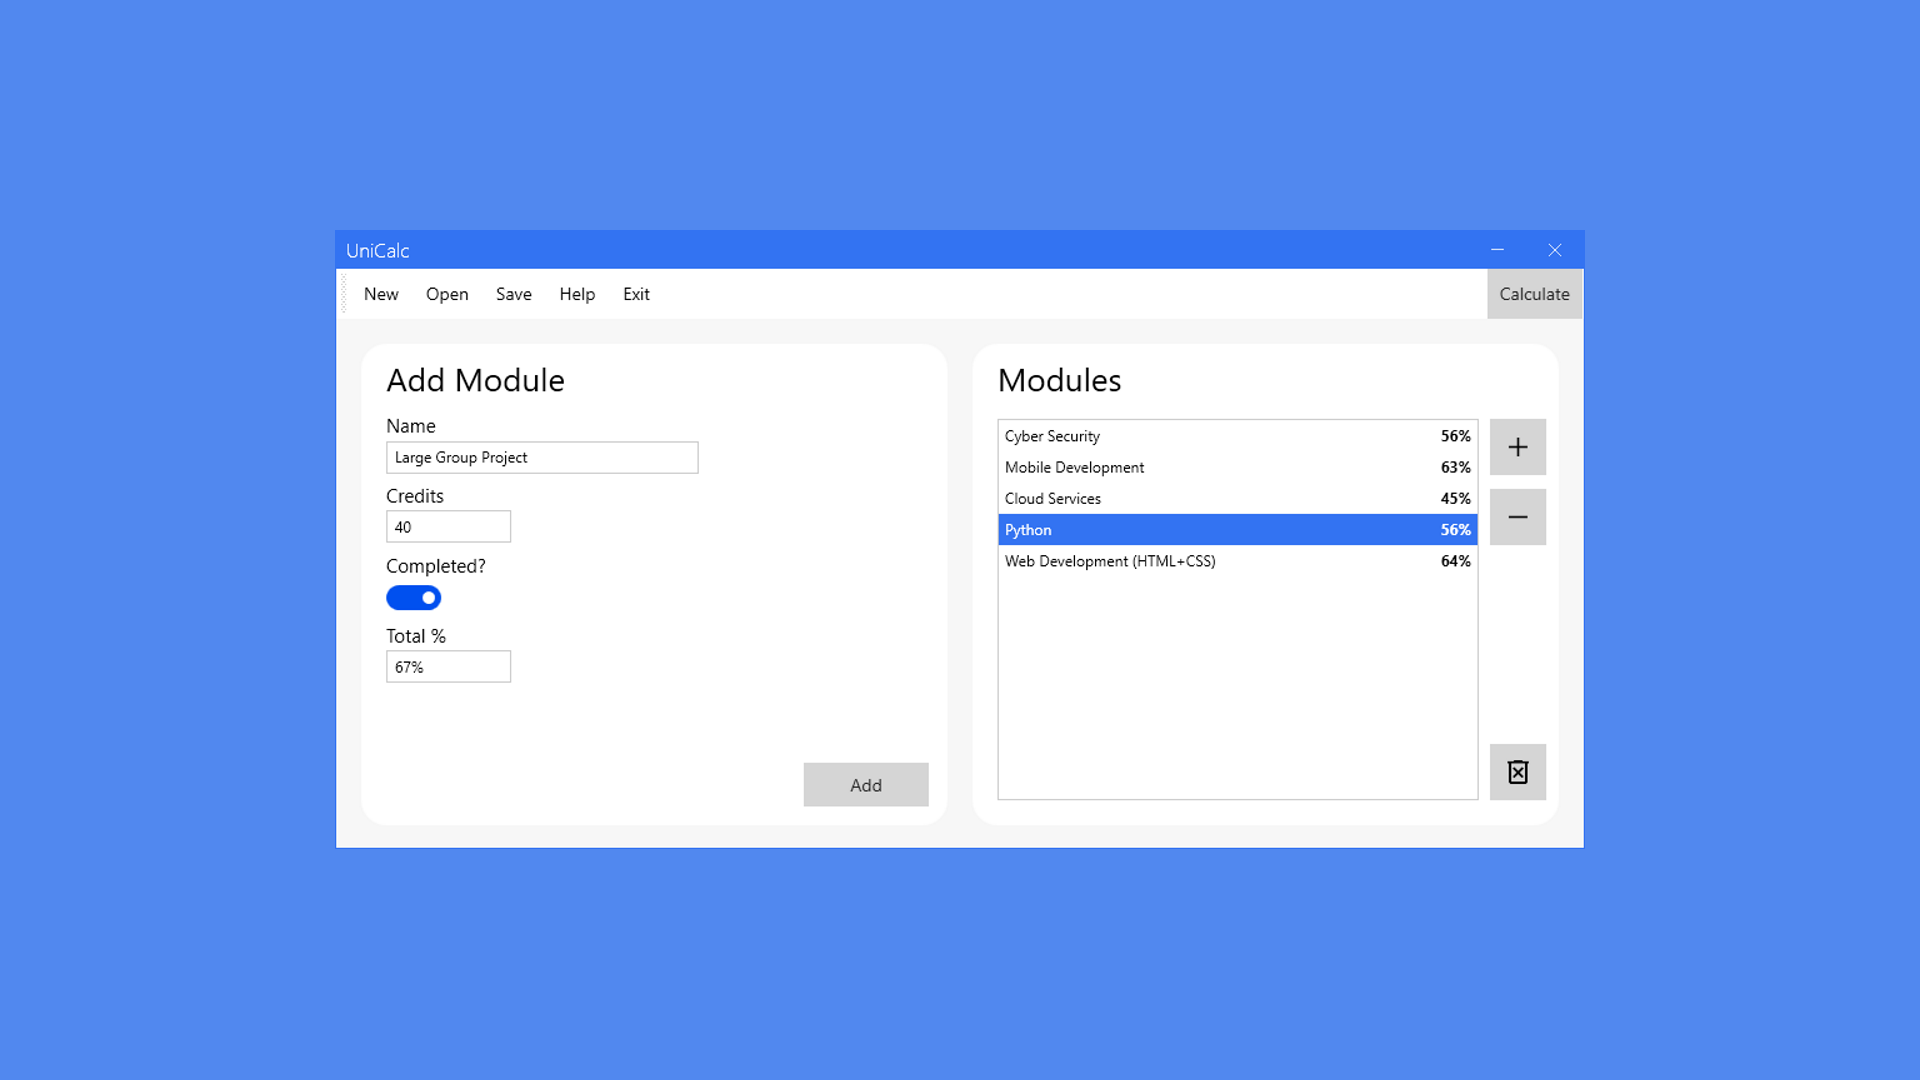 UniCalc
New Open Save Help Exit Calculate
Add Module
Name
Large Group Project
Credits
40
Completed?
Total %
67%
Add
Modules
Cyber Security 56%
Mobile Development 63%
Cloud Services 45%
Python 56%
Web Development (HTML+CSS) 64%